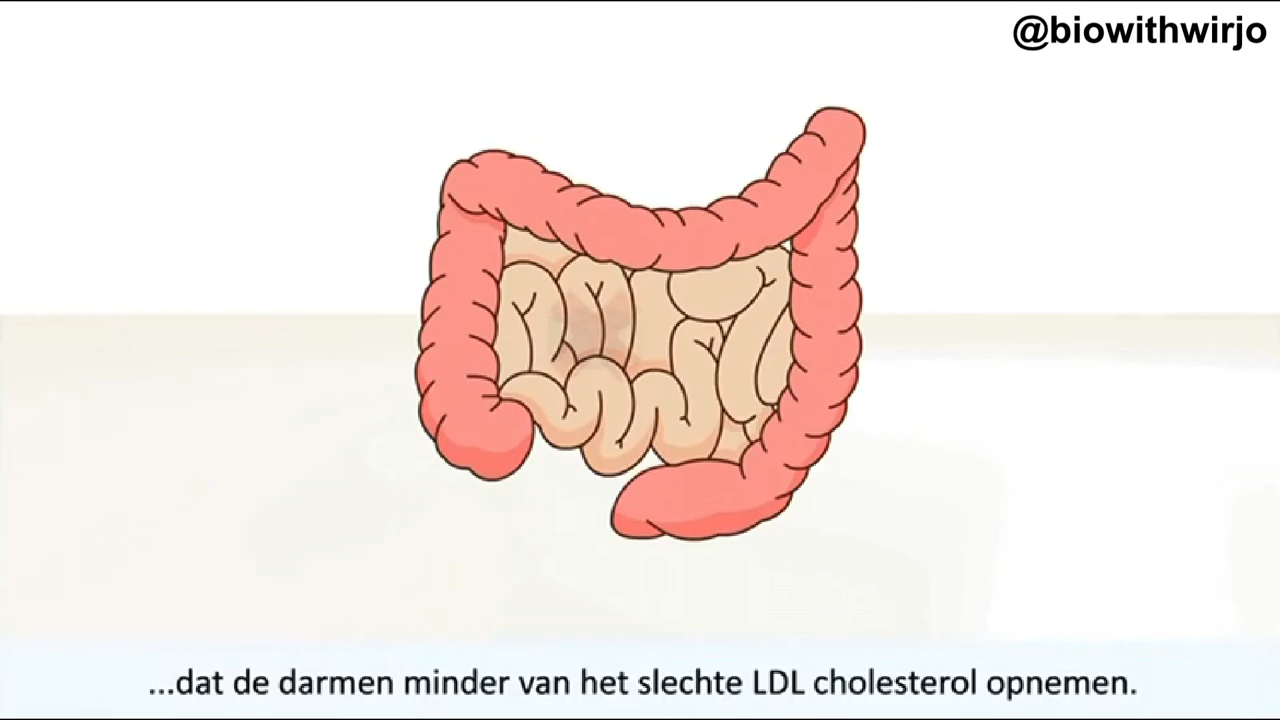 @biowithwirjo
...dat de darmen minder van het slechte LDL cholesterol opnemen.